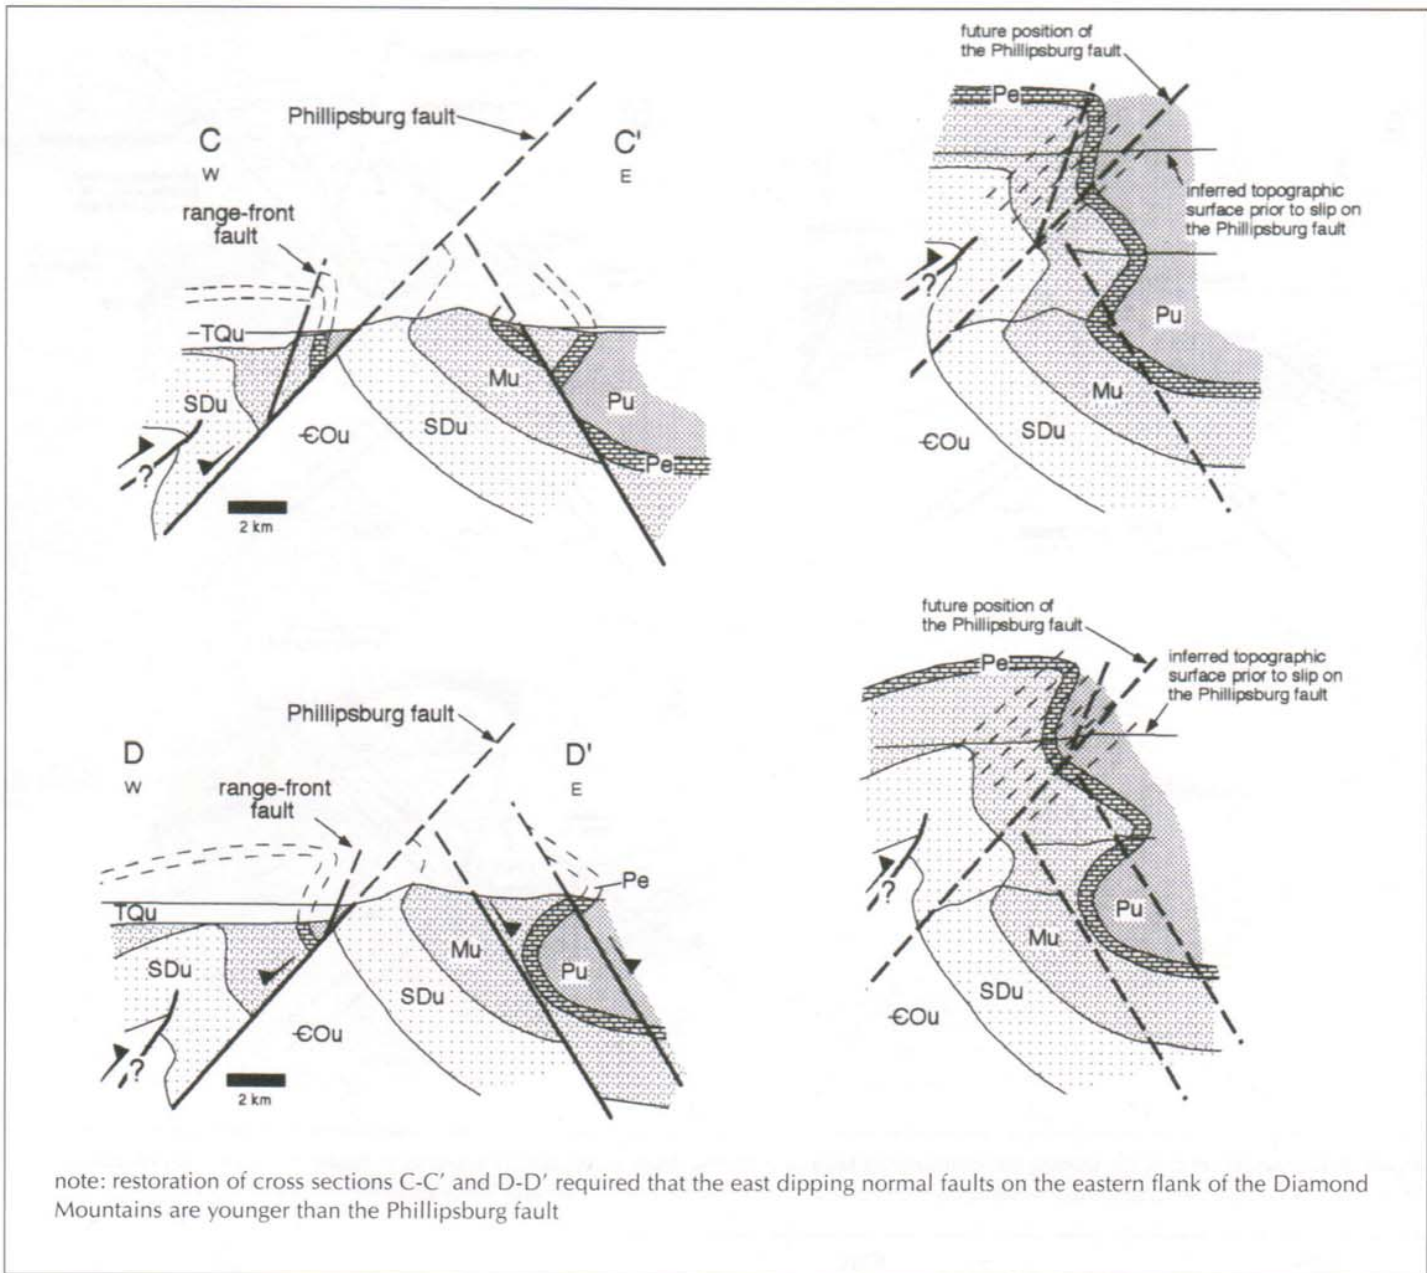 Phillipsburg fault
C
W
C'
E
range-front
fault
TQu
SDu
-ЄOu
SDu
Mu
Pu
Pe
?
2 km
future position of
the Phillipsburg fault
Pe
inferred topographic
surface prior to slip on
the Phillipsburg fault
?
Pu
Mu
SDu
-ЄOu
Phillipsburg fault
D
W
D'
E
range-front
fault
Pe
TQu
SDu
Mu
Pu
SDu
-ЄOu
?
2 km
future position of
the Phillipsburg fault
Pe
inferred topographic
surface prior to slip on
the Phillipsburg fault
?
Pu
Mu
SDu
-ЄOu
note: restoration of cross sections C-C' and D-D' required that the east dipping normal faults on the eastern flank of the Diamond
Mountains are younger than the Phillipsburg fault